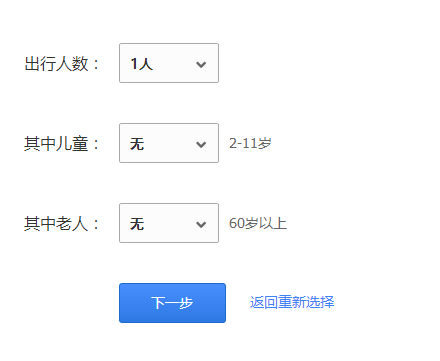 出行人数： 1人
其中儿童： 无 2-11岁
其中老人： 无 60岁以上
下一步 返回重新选择